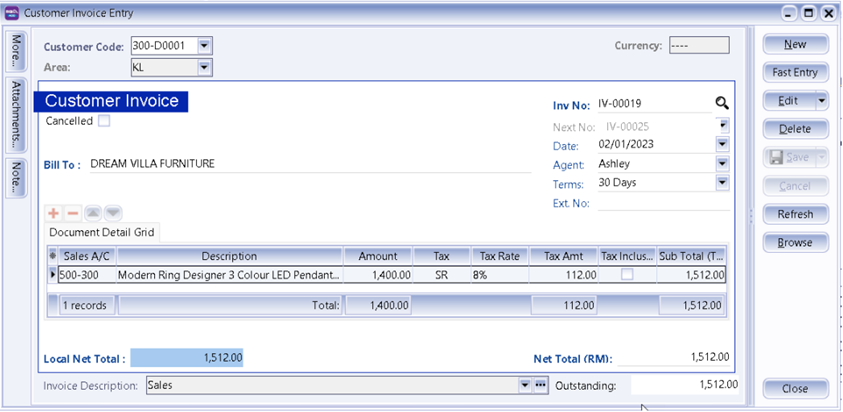 Customer Invoice Entry
More...
Attachments...
Note...
Customer Code: 300-D0001
Currency: ----
Area: KL
Customer Invoice
Cancelled
Inv No: IV-00019
Next No: IV-00025
Date: 02/01/2023
Bill To : DREAM VILLA FURNITURE
Agent: Ashley
Terms: 30 Days
Ext. No:
Document Detail Grid
Sales A/C Description Amount Tax Tax Rate Tax Amt Tax Inclus... Sub Total (T...
500-300 Modern Ring Designer 3 Colour LED Pendant... 1,400.00 SR 8% 112.00 1,512.00
1 records Total: 1,400.00 112.00 1,512.00
Local Net Total : 1,512.00
Net Total (RM) : 1,512.00
Invoice Description: Sales
Outstanding: 1,512.00
New
Fast Entry
Edit
Delete
Save
Cancel
Refresh
Browse
Close